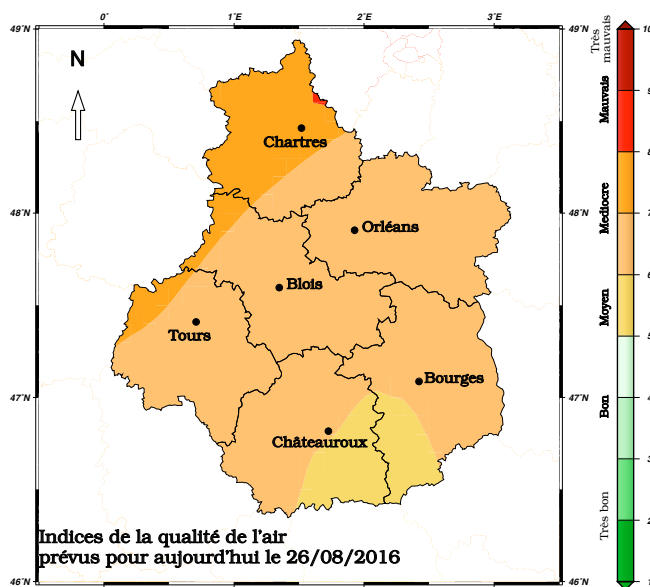 0°
1°E
2°E
3°E
49°N
49°N
N
Chartres
48°N
48°N
Orléans
Blois
Tours
Bourges
47°N
47°N
Châteauroux
Indices de la qualité de l'air
prévus pour aujourd'hui le 26/08/2016
46°N
46°N
Très mauvais
Mauvais
Mediocre
Moyen
Bon
Très bon
10
9
8
7
6
5
4
3
2
1